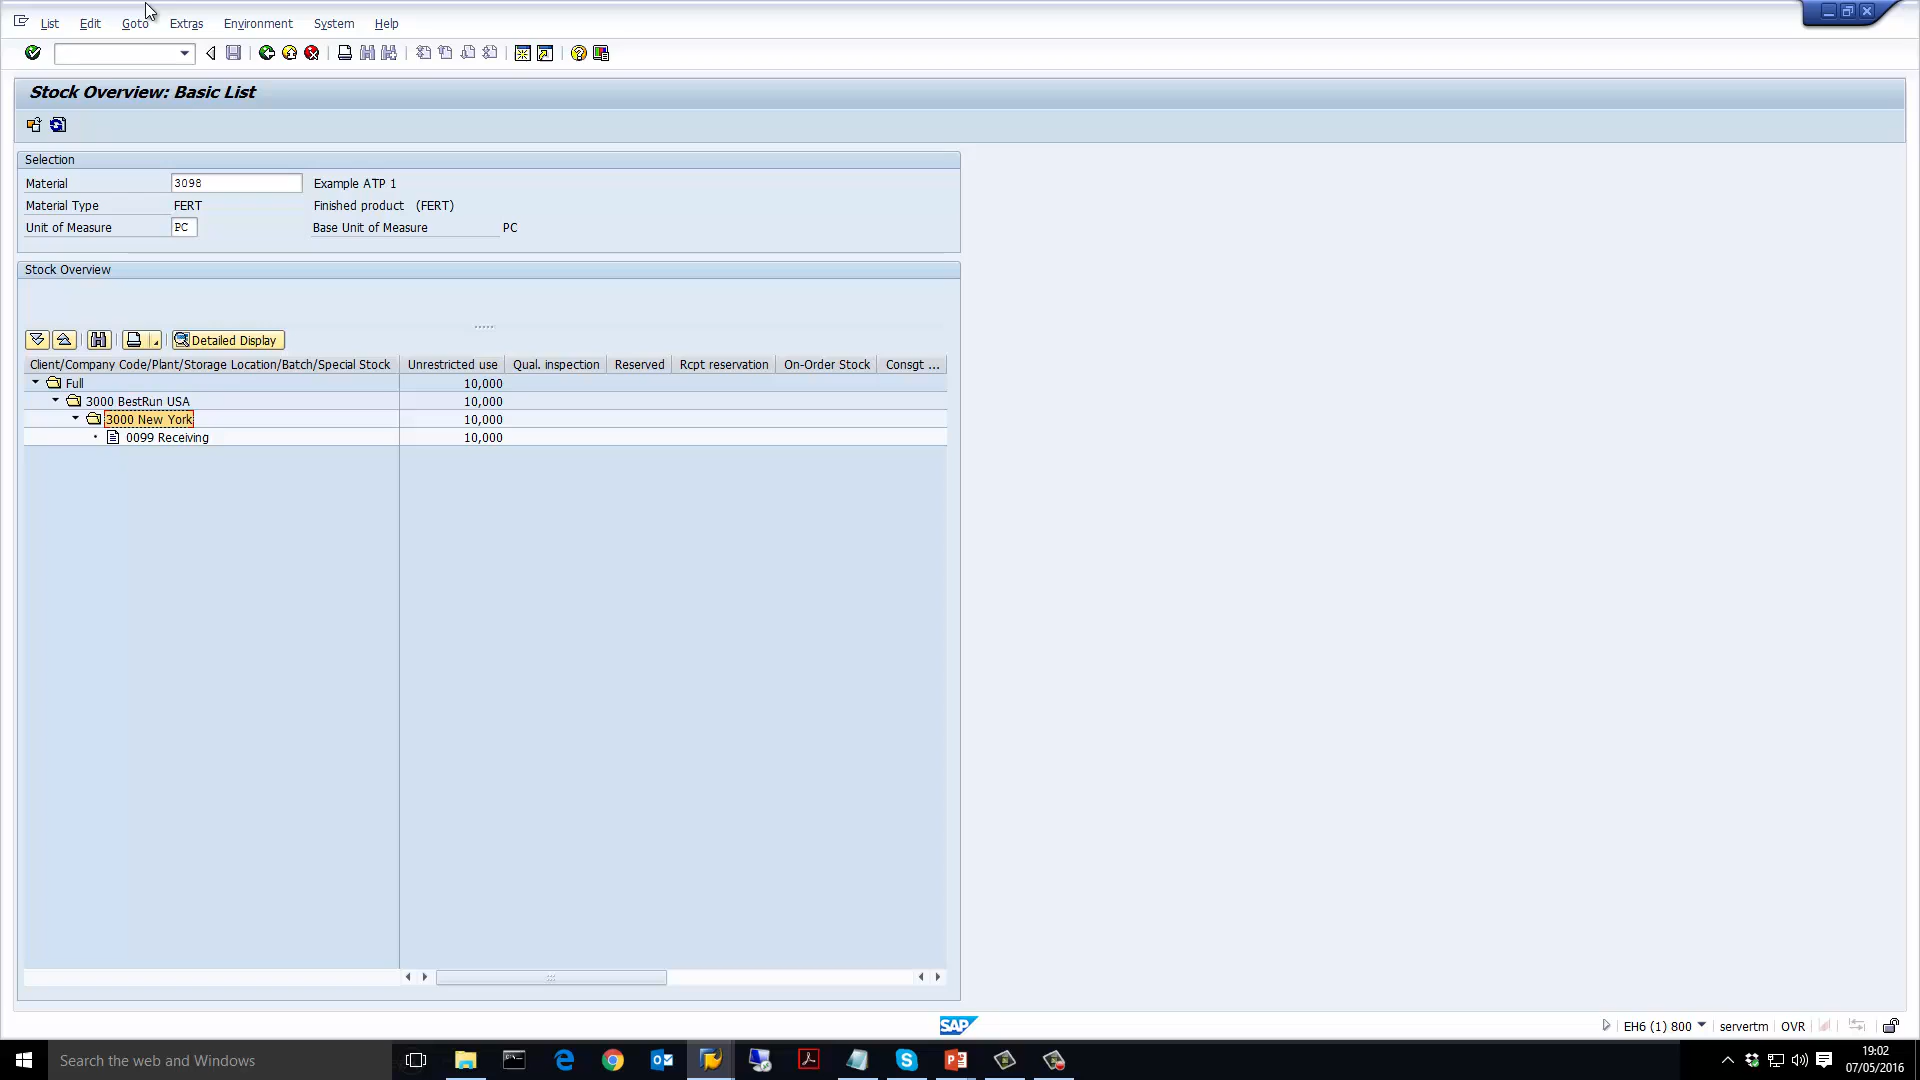 List Edit Goto Extras Environment System Help
Stock Overview: Basic List
Selection
Material 3098 Example ATP 1
Material Type FERT Finished product (FERT)
Unit of Measure PC Base Unit of Measure PC
Stock Overview
Detailed Display
Client/Company Code/Plant/Storage Location/Batch/Special Stock Unrestricted use Qual. inspection Reserved Rcpt reservation On-Order Stock Consgt ...
Full 10,000
3000 BestRun USA 10,000
3000 New York 10,000
0099 Receiving 10,000
SAP
EH6 (1) 800 servertm OVR
Search the web and Windows
19:02
07/05/2016